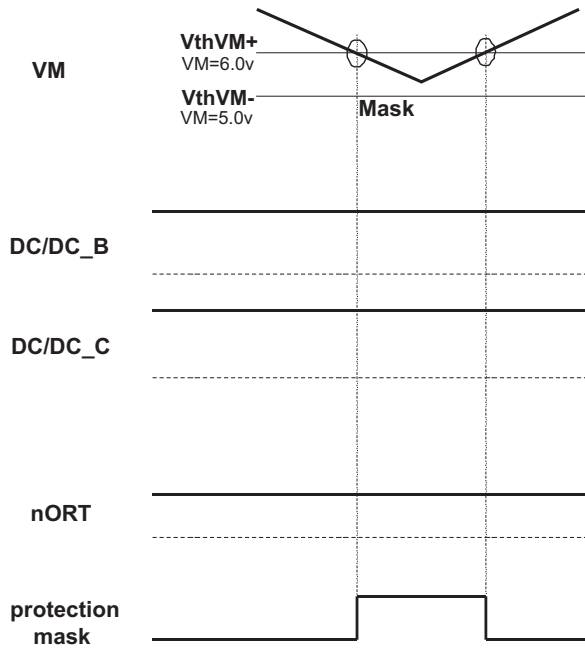 VthVM+
VM=6.0v
VM
VthVM-
VM=5.0v
Mask
DC/DC_B
DC/DC_C
nORT
protection
mask